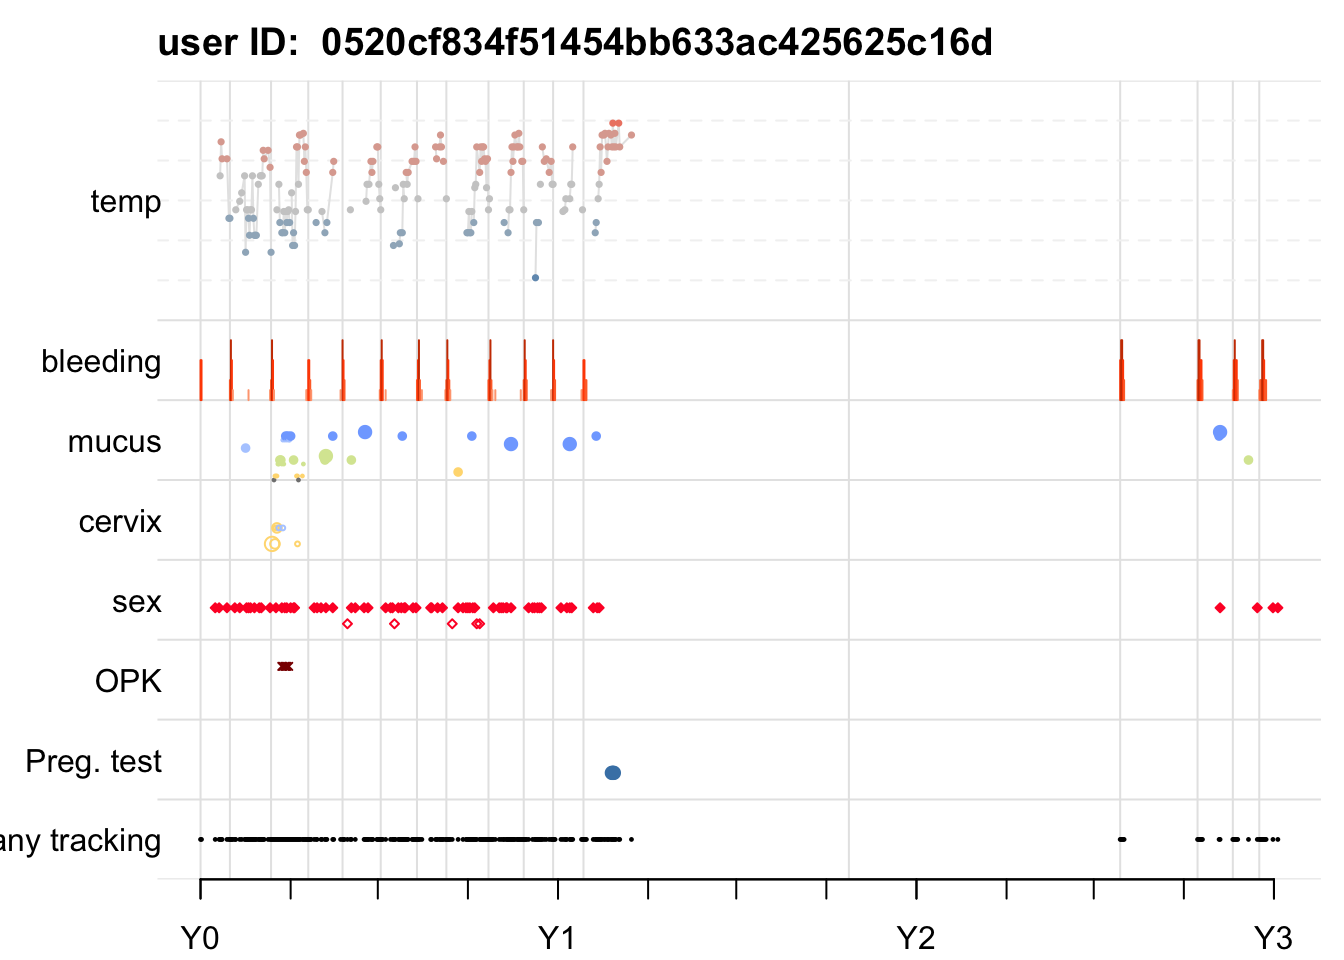 user ID:  0520cf834f51454bb633ac425625c16d
temp
bleeding
mucus
cervix
sex
OPK
Preg. test
any tracking
Y0 Y1 Y2 Y3